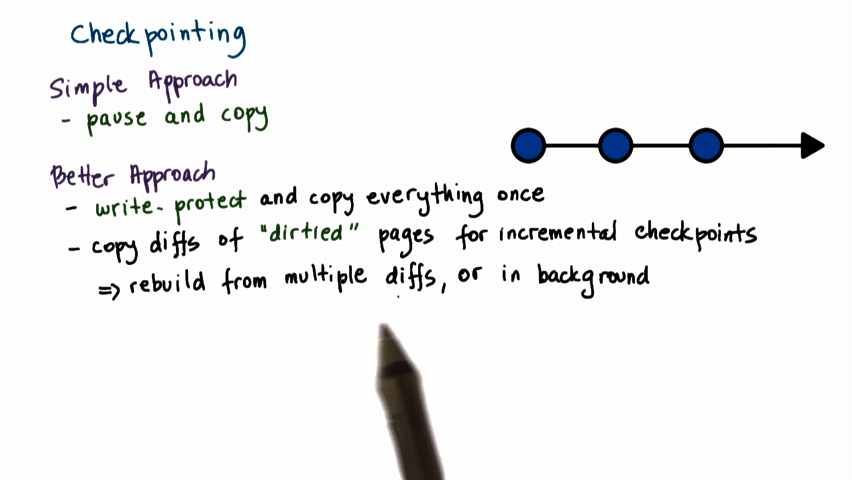 Checkpointing
Simple Approach
- pause and copy
Better Approach
- write-protect and copy everything once
- copy diffs of "dirtied" pages for incremental checkpoints
⇒ rebuild from multiple diffs, or in background